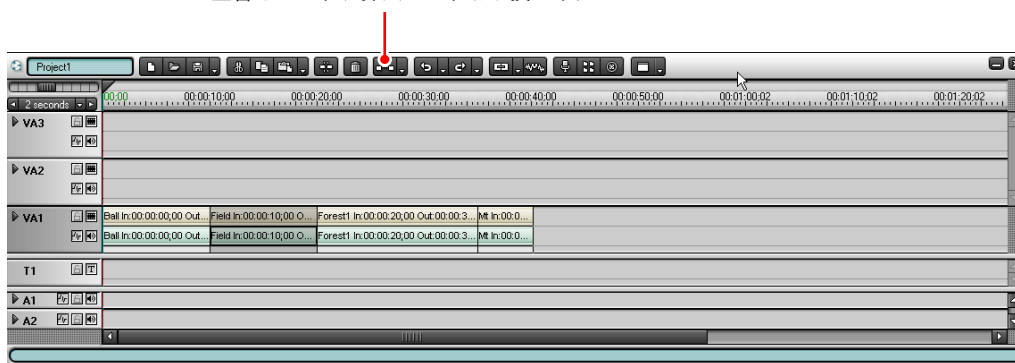 Project1
2 seconds
00:00 00:00:10;00 00:00:20;00 00:00:30;00 00:00:40;00 00:00:50;00 00:01:00;02 00:01:10;02 00:01:20;02
VA3
VA2
VA1
Ball In:00:00:00;00 Out... Field In:00:00:10;00 O... Forest1 In:00:00:20;00 Out:00:00:3... Mt In:00:0...
Ball In:00:00:00;00 Out... Field In:00:00:10;00 O... Forest1 In:00:00:20;00 Out:00:00:3... Mt In:00:0...
T1 T
A1
A2